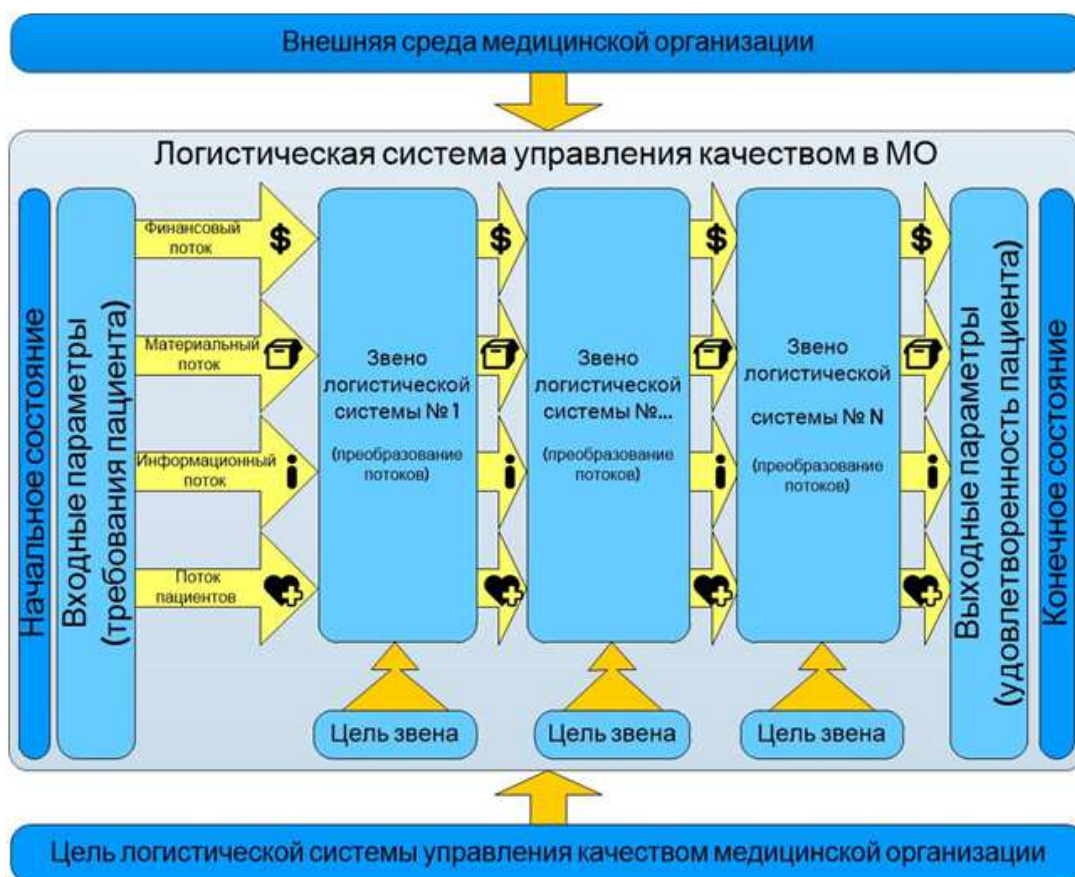 Внешняя среда медицинской организации
Логистическая система управления качеством в МО
Начальное состояние
Входные параметры
(требования пациента)
Финансовый
поток
$
Материальный
поток
Информационный
поток
i
Поток
пациентов
Звено
логистической
системы № 1
(преобразование
потоков)
$
i
Звено
логистической
системы №...
(преобразование
потоков)
$
i
Звено
логистической
системы № N
(преобразование
потоков)
$
i
Выходные параметры
(удовлетворенность пациента)
Конечное состояние
Цель звена
Цель звена
Цель звена
Цель логистической системы управления качеством медицинской организации